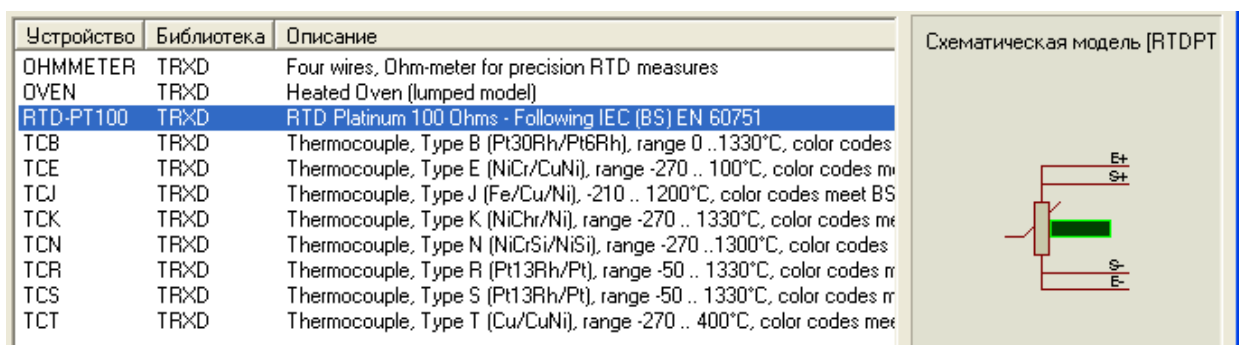 Устройство Библиотека Описание
OHMMETER TRXD Four wires, Ohm-meter for precision RTD measures
OVEN TRXD Heated Oven (lumped model)
RTD-PT100 TRXD RTD Platinum 100 Ohms - Following IEC (BS) EN 60751
TCB TRXD Thermocouple, Type B (Pt30Rh/Pt6Rh), range 0 ..1330°C, color codes
TCE TRXD Thermocouple, Type E (NiCr/CuNi), range -270 .. 100°C, color codes m
TCJ TRXD Thermocouple, Type J (Fe/Cu/Ni), -210 .. 1200°C, color codes meet BS
TCK TRXD Thermocouple, Type K (NiChr/Ni), range -270 .. 1330°C, color codes me
TCN TRXD Thermocouple, Type N (NiCrSi/NiSi), range -270 ..1300°C, color codes
TCR TRXD Thermocouple, Type R (Pt13Rh/Pt), range -50 .. 1330°C, color codes m
TCS TRXD Thermocouple, Type S (Pt13Rh/Pt), range -50 .. 1330°C, color codes m
TCT TRXD Thermocouple, Type T (Cu/CuNi), range -270 .. 400°C, color codes mee
Схематическая модель [RTDPT
E+
S+
S-
E-